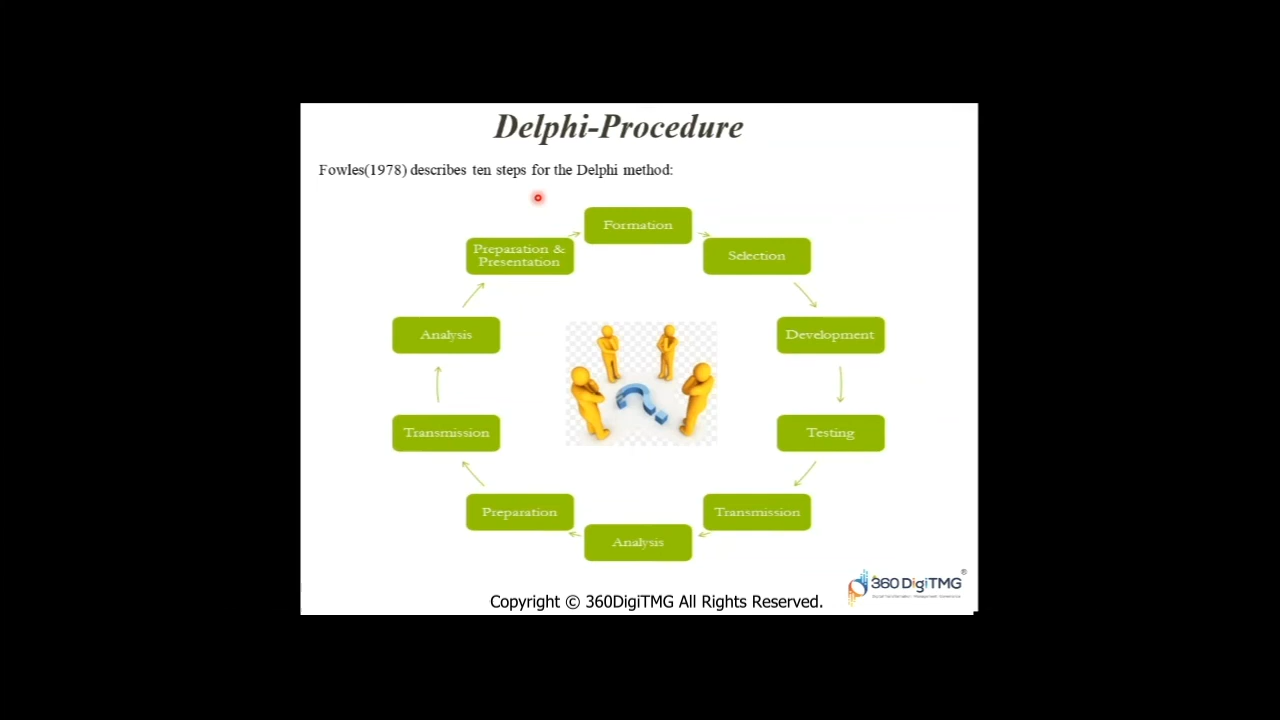 Delphi-Procedure
Fowles(1978) describes ten steps for the Delphi method:
Formation
Selection
Development
Testing
Transmission
Analysis
Preparation
Transmission
Analysis
Preparation &
Presentation
360DigiTMG
®
Copyright © 360DigiTMG All Rights Reserved.